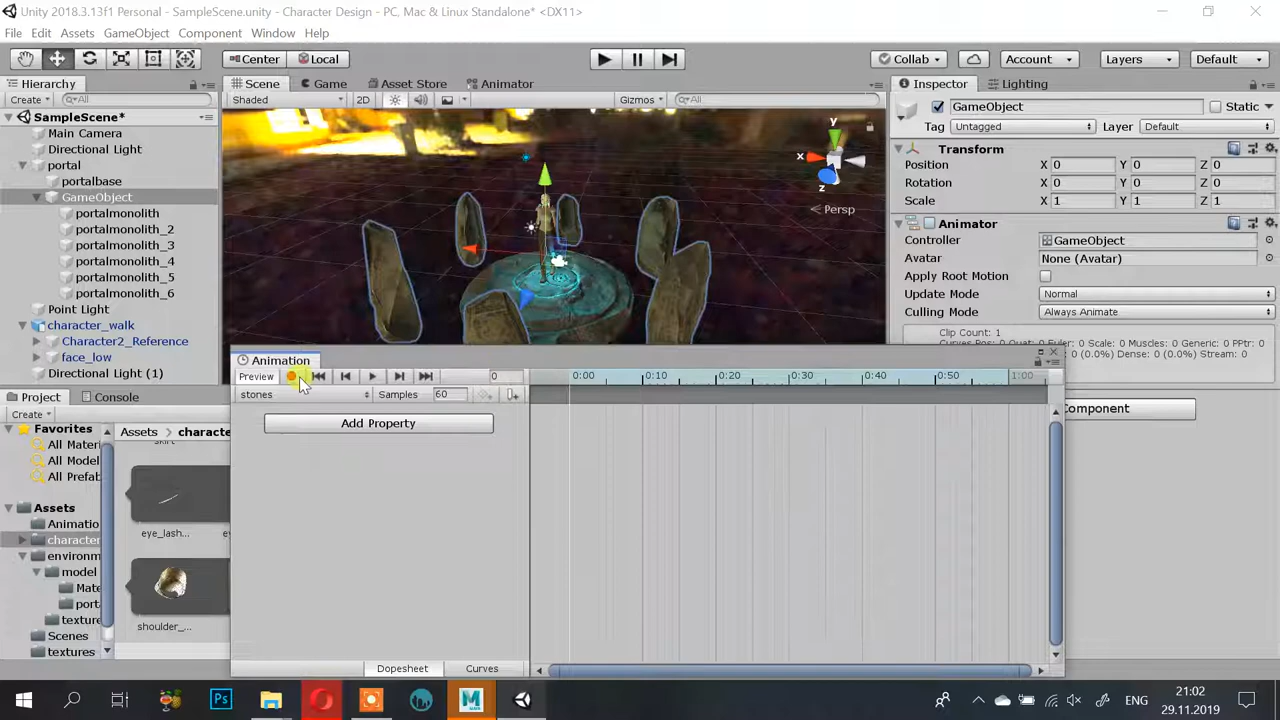 Unity 2018.3.13f1 Personal - SampleScene.unity - Character Design - PC, Mac & Linux Standalone* <DX11>
File Edit Assets GameObject Component Window Help
Center Local Collab Account Layers Default
Hierarchy Scene Game Asset Store Animator Inspector Lighting
Create All Shaded 2D Gizmos All GameObject Static
SampleScene* Tag Untagged Layer Default
Main Camera
Directional Light Transform
portal Position X 0 Y 0 Z 0
portalbase Rotation X 0 Y 0 Z 0
GameObject Scale X 1 Y 1 Z 1
y x z Persp
portalmonolith Animator
portalmonolith_2 Controller GameObject
portalmonolith_3 Avatar None (Avatar)
portalmonolith_4 Apply Root Motion
portalmonolith_5 Update Mode Normal
portalmonolith_6 Culling Mode Always Animate
Point Light
character_walk Clip Count: 1
Character2_Reference
face_low
Directional Light (1)
Animation
Preview 0 0:00 0:10 0:20 0:30 0:40 0:50 1:00
stones Samples 60
Add Property
Component
Project Console
Create
Favorites Assets characte
All Materi
All Model
All Prefab
Assets
Animatio
character
environm
model
Mate
port
texture
Scenes
textures
eye_lash...
shoulder_...
Dopesheet Curves
Ps M ENG 21:02
29.11.2019